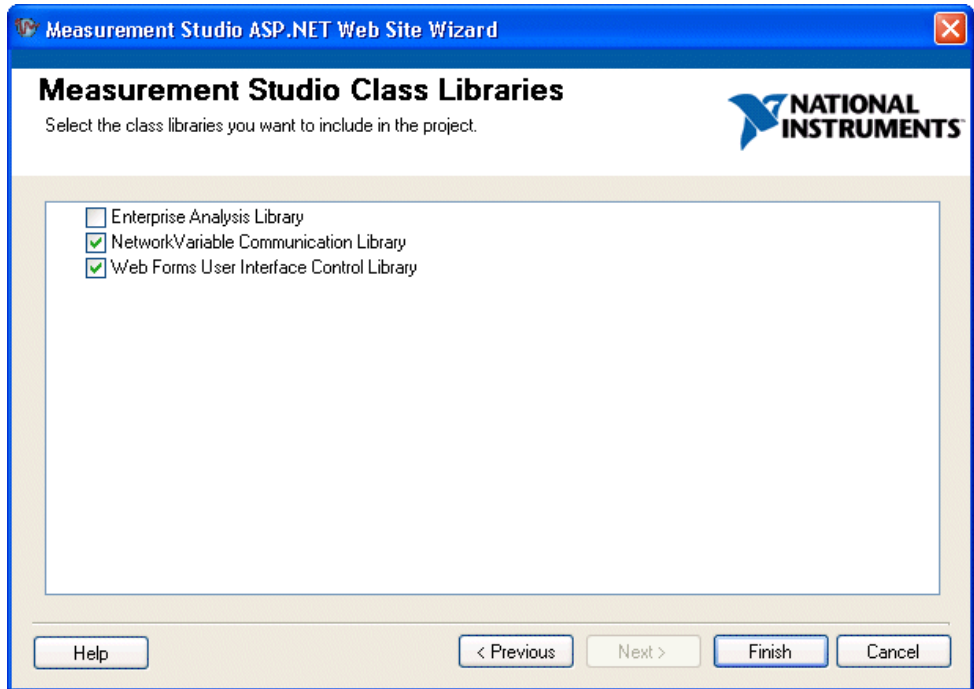 Measurement Studio ASP.NET Web Site Wizard
Measurement Studio Class Libraries
Select the class libraries you want to include in the project.
NATIONAL
INSTRUMENTS
Enterprise Analysis Library
NetworkVariable Communication Library
Web Forms User Interface Control Library
Help
< Previous
Next >
Finish
Cancel